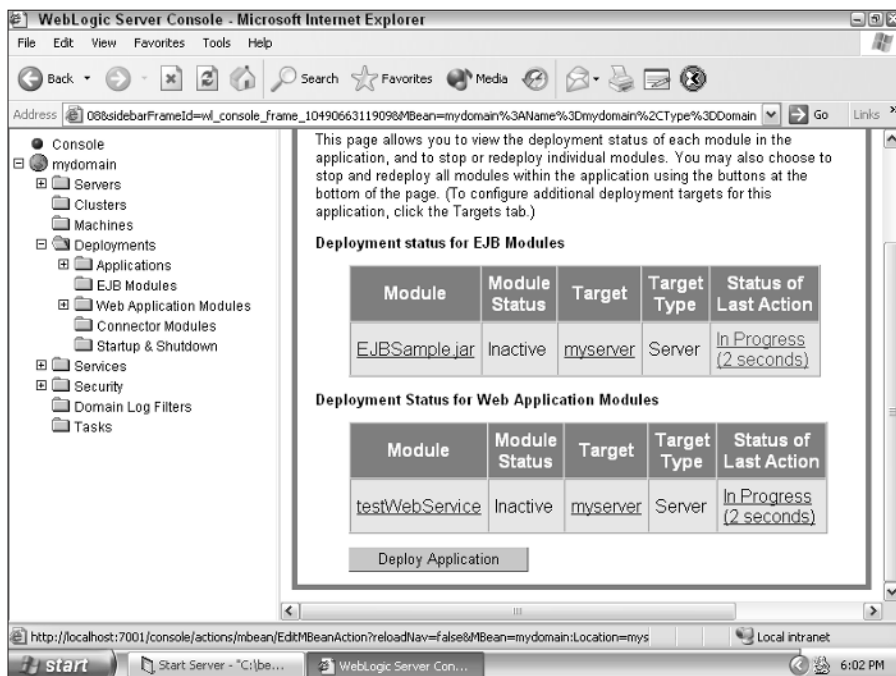 WebLogic Server Console - Microsoft Internet Explorer
File Edit View Favorites Tools Help
Back Search Favorites Media
Address 08&sidebarFrameId=wl_console_frame_1049066311909&MBean=mydomain%3AName%3Dmydomain%2CType%3DDomain Go Links »
Console
mydomain
Servers
Clusters
Machines
Deployments
Applications
EJB Modules
Web Application Modules
Connector Modules
Startup & Shutdown
Services
Security
Domain Log Filters
Tasks
This page allows you to view the deployment status of each module in the
application, and to stop or redeploy individual modules. You may also choose to
stop and redeploy all modules within the application using the buttons at the
bottom of the page. (To configure additional deployment targets for this
application, click the Targets tab.)
Deployment status for EJB Modules
Module Module Status Target Target Type Status of Last Action
EJBSample.jar Inactive myserver Server In Progress (2 seconds)
Deployment Status for Web Application Modules
Module Module Status Target Target Type Status of Last Action
testWebService Inactive myserver Server In Progress (2 seconds)
Deploy Application
http://localhost:7001/console/actions/mbean/EditMBeanAction?reloadNav=false&MBean=mydomain:Location=mys Local intranet
start Start Server - "C:\be... WebLogic Server Con... 6:02 PM